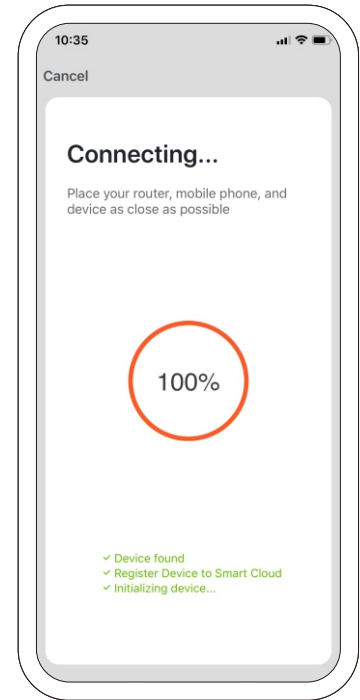 10:35
Cancel
Connecting...
Place your router, mobile phone, and
device as close as possible
100%
✓ Device found
✓ Register Device to Smart Cloud
✓ Initializing device...